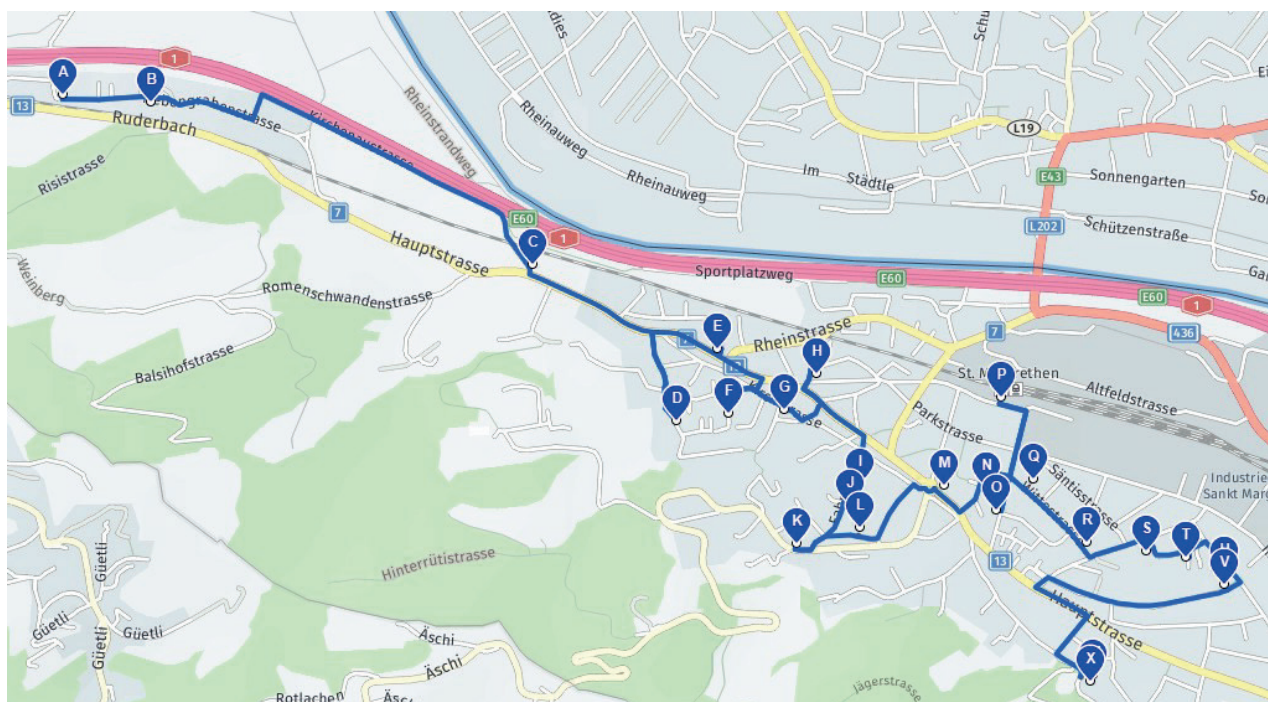 A
B
1
13
Ruderbach
Kirchenaustrasse
Risistrasse
7
Rheinstrandweg
Rheinauweg
Rheinauweg
Im
Städtle
L19
E43
Sonnengarten
L202
Schützenstraße
E60
1
C
Hauptstrasse
Sportplatzweg
E60
E60
1
436
Weinberg
Romenschwandenstrasse
Balsihofstrasse
E
Rheinstrasse
7
H
P
Altfeldstrasse
D
F
G
Parkstrasse
I
J
K
L
M
N
O
Q
Säntisstrasse
R
S
T
V
13
Hauptstrasse
X
Hinterrütistrasse
Güetli
Güetli
Güetli
Güetli
Äschi
Äschi
Rotlachen
Jägerstrasse